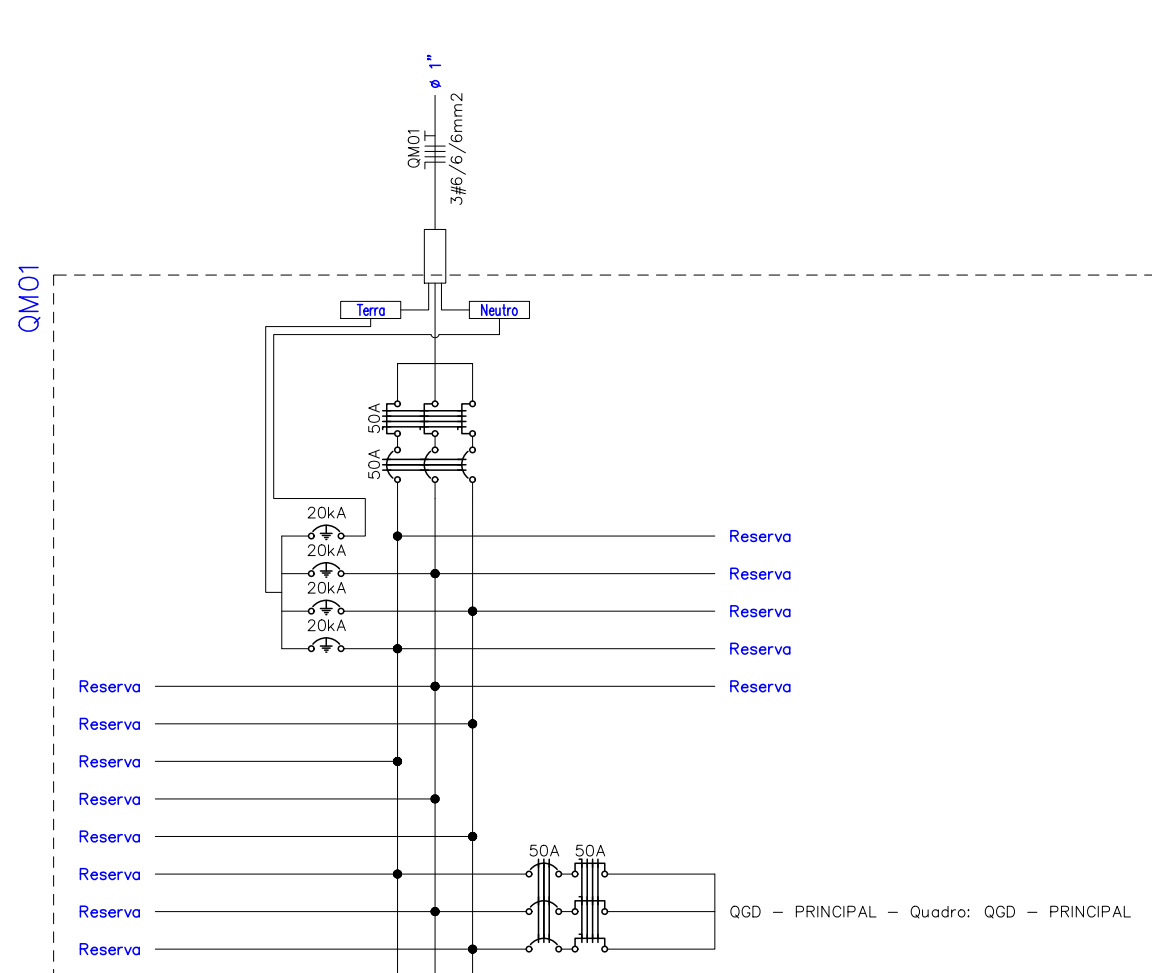 ø 1"
QM01
3#6/6/6mm2
QM01
Terra
Neutro
50A
50A
20kA
Reserva
20kA
Reserva
20kA
Reserva
20kA
Reserva
Reserva
Reserva
Reserva
Reserva
Reserva
Reserva
50A
50A
Reserva
Reserva
QGD - PRINCIPAL - Quadro: QGD - PRINCIPAL
Reserva